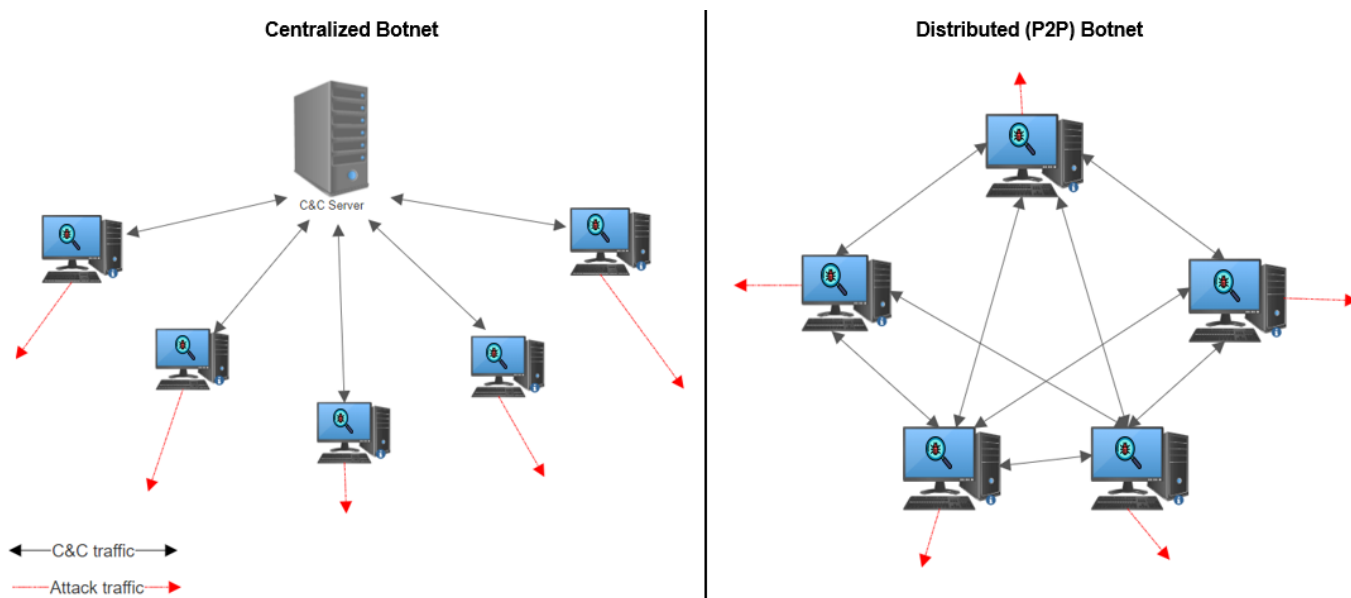 Centralized Botnet
Distributed (P2P) Botnet
C&C Server
C&C traffic
Attack traffic